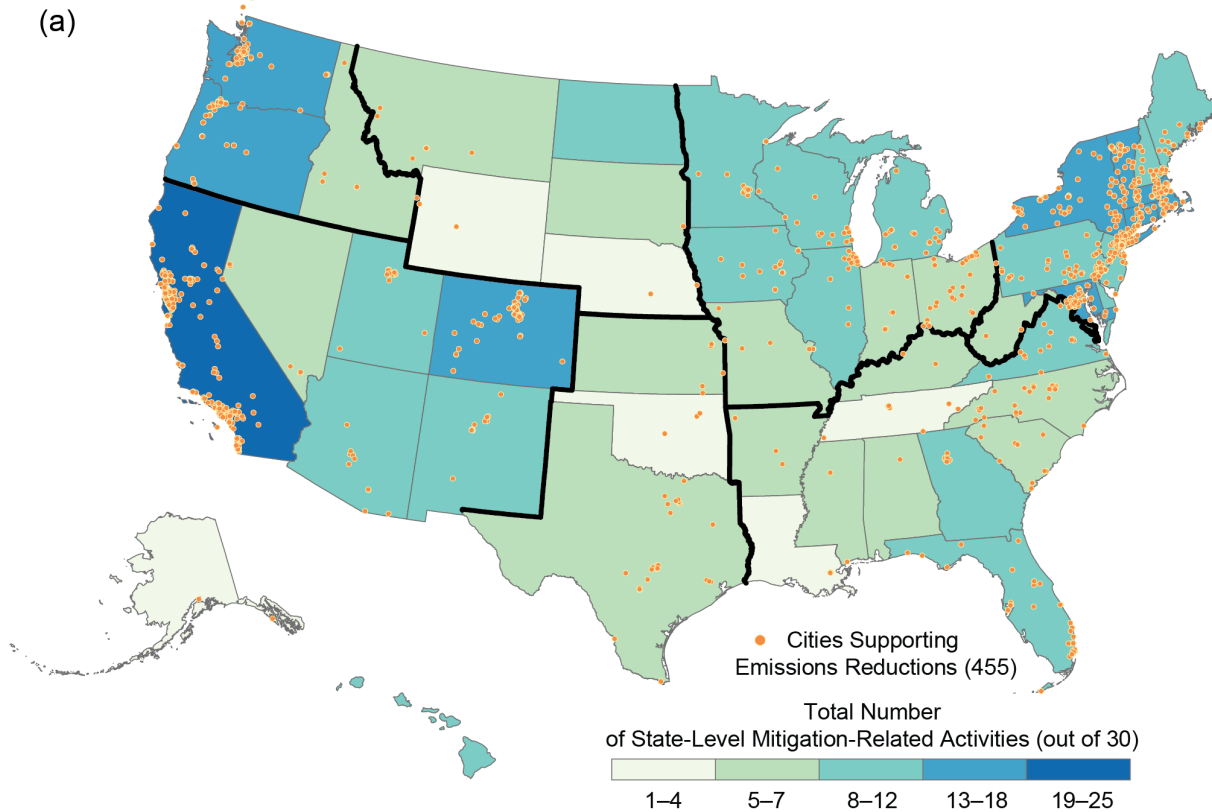 (a)
Cities Supporting
Emissions Reductions (455)
Total Number
of State-Level Mitigation-Related Activities (out of 30)
1–4 5–7 8–12 13–18 19–25